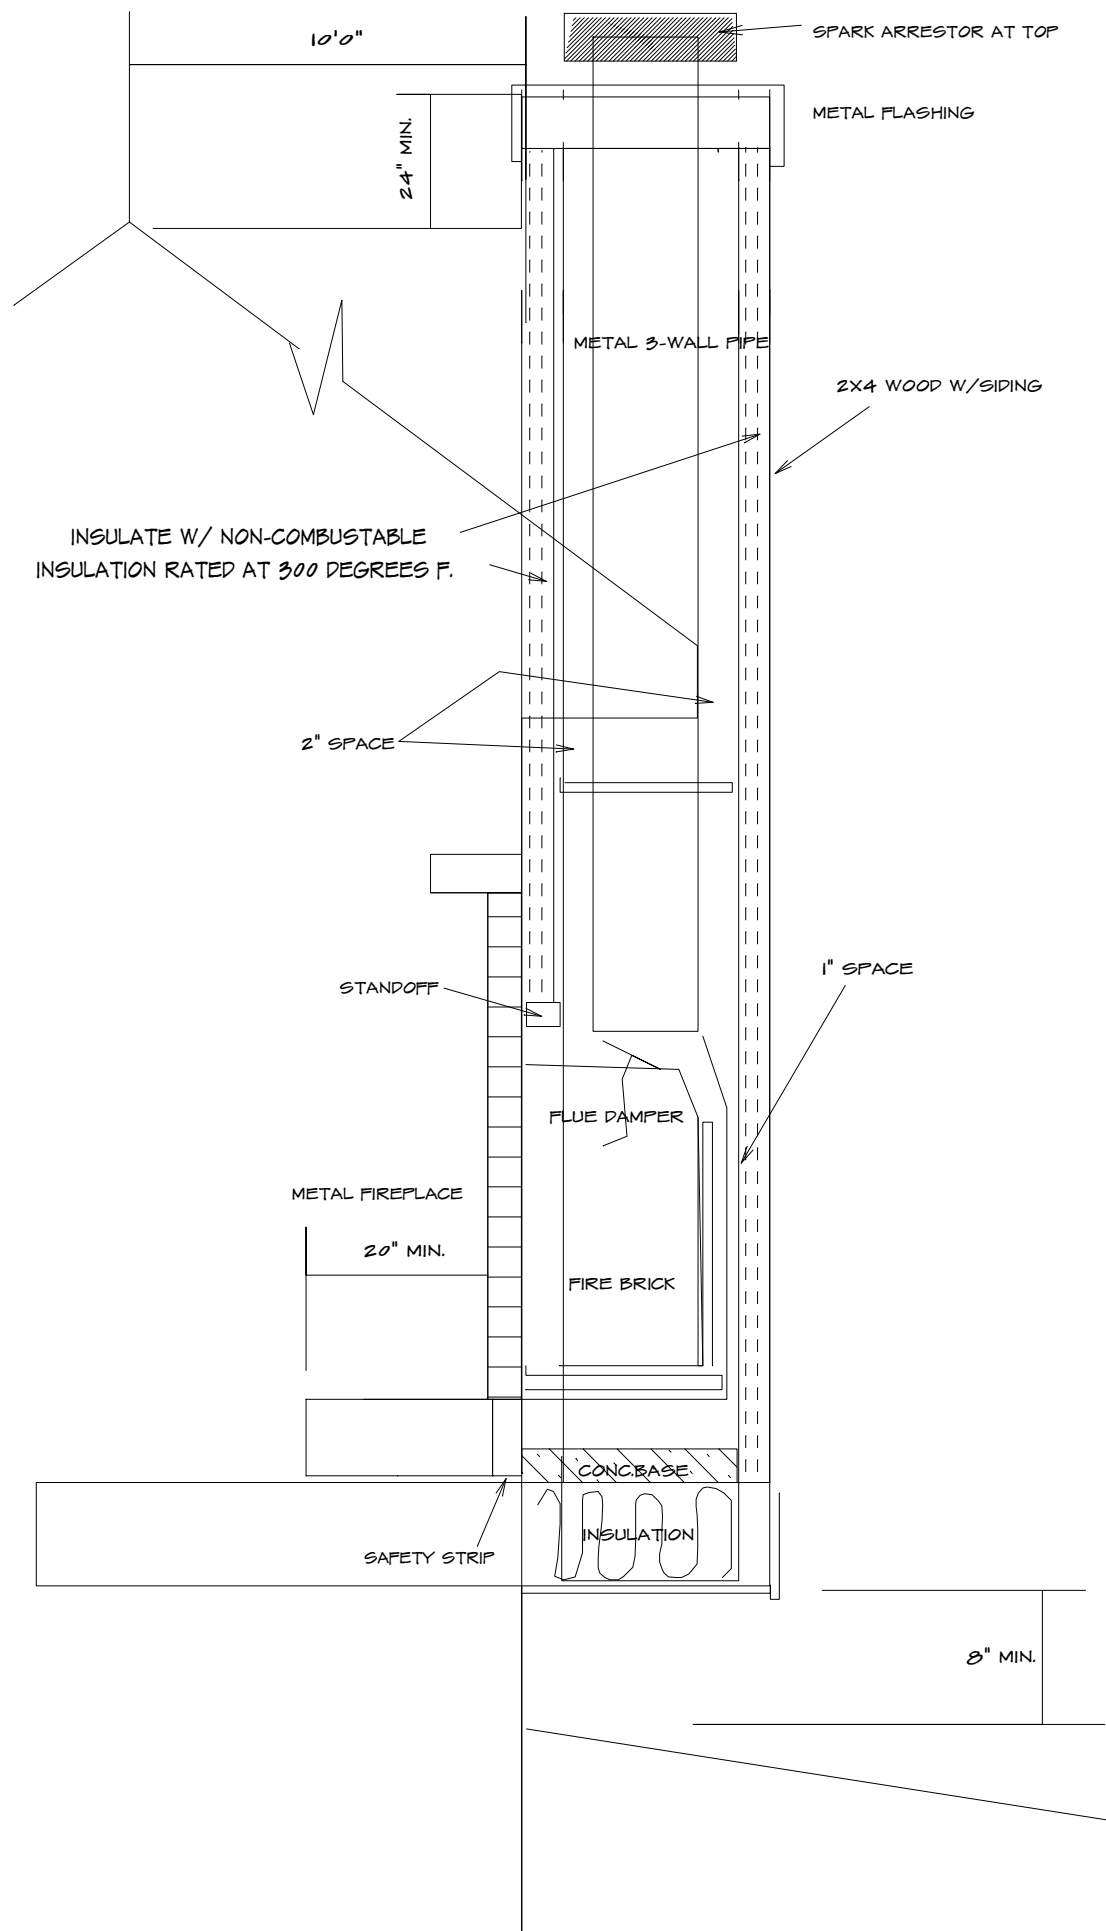 SPARK ARRESTOR AT TOP
10'0"
METAL FLASHING
24" MIN.
METAL 3-WALL PIPE
2X4 WOOD W/SIDING
INSULATE W/ NON-COMBUSTABLE
INSULATION RATED AT 300 DEGREES F.
2" SPACE
1" SPACE
STANDOFF
FLUE DAMPER
METAL FIREPLACE
20" MIN.
FIRE BRICK
CONC.BASE
INSULATION
SAFETY STRIP
8" MIN.